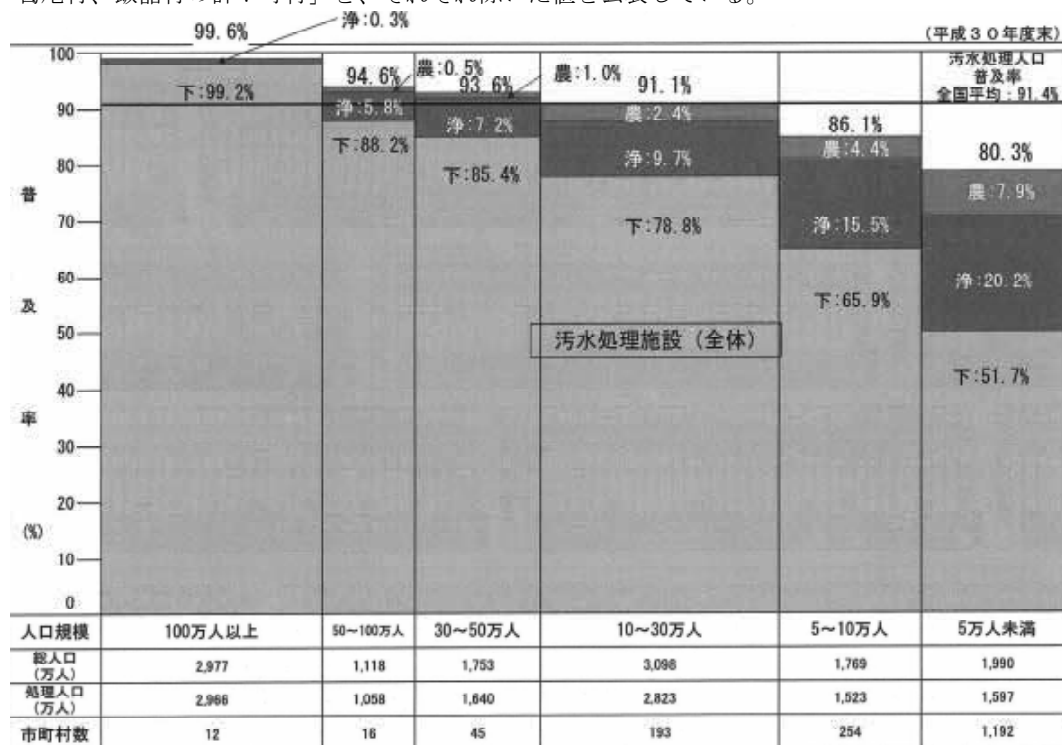 99.6%
浄:0.3%
(平成30年度末)
汚水処理人口
普及率
全国平均:91.4%
100
90
80
70
60
50
40
30
20
10
0
普
及
率
(%)
下:99.2%
94.6%
農:0.5%
浄:5.8%
下:88.2%
93.6%
農:1.0%
浄:7.2%
下:85.4%
91.1%
農:2.4%
浄:9.7%
下:78.8%
86.1%
農:4.4%
浄:15.5%
下:65.9%
80.3%
農:7.9%
浄:20.2%
下:51.7%
汚水処理施設(全体)
人口規模 100万人以上 50~100万人 30~50万人 10~30万人 5~10万人 5万人未満
総人口
(万人) 2,977 1,118 1,753 3,098 1,769 1,990
処理人口
(万人) 2,966 1,058 1,640 2,823 1,523 1,597
市町村数 12 16 45 193 254 1,192